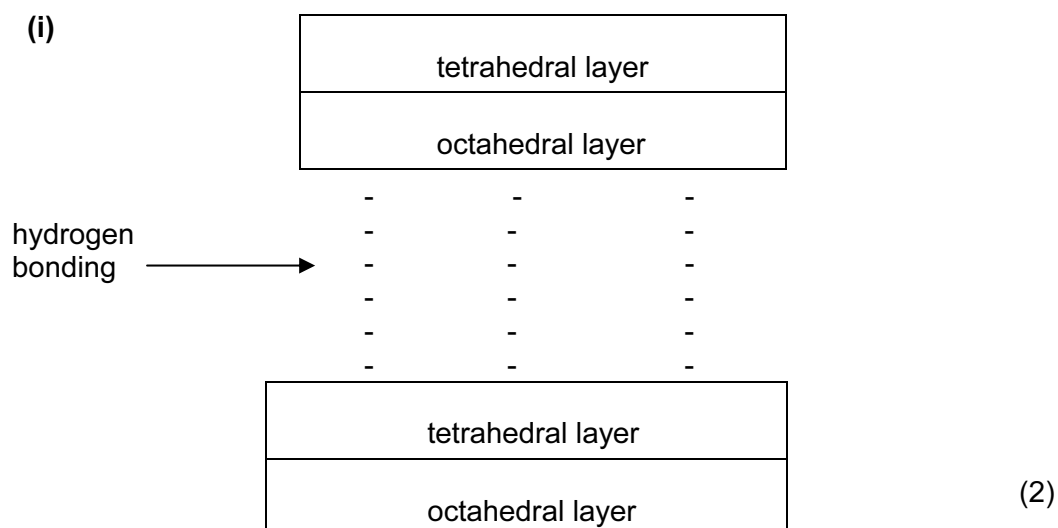 (i)
tetrahedral layer
octahedral layer
hydrogen
bonding
- - -
- - -
- - -
- - -
- - -
- - -
tetrahedral layer
octahedral layer
(2)